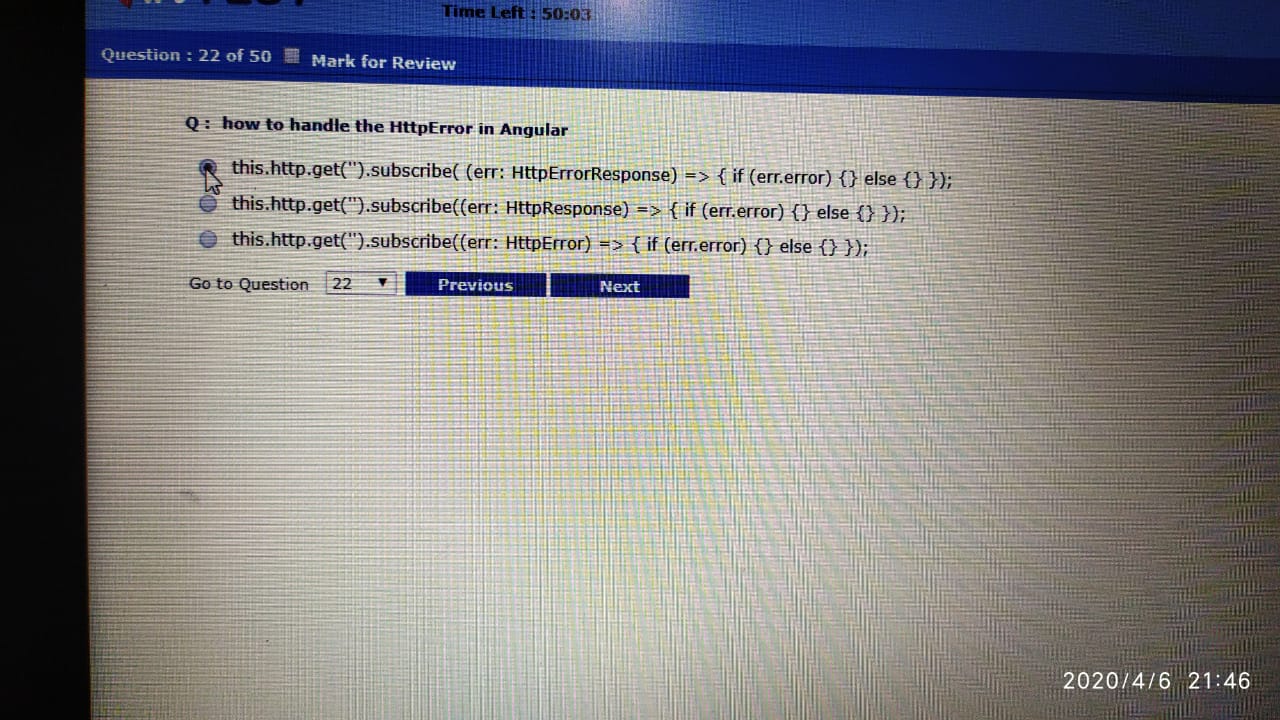 Time Left : 50:03
Question : 22 of 50 Mark for Review
Q : how to handle the HttpError in Angular
this.http.get('').subscribe( (err: HttpErrorResponse) => { if (err.error) {} else {} });
this.http.get('').subscribe((err: HttpResponse) => { if (err.error) {} else {} });
this.http.get('').subscribe((err: HttpError) => { if (err.error) {} else {} });
Go to Question 22 Previous Next
2020/4/6 21:46